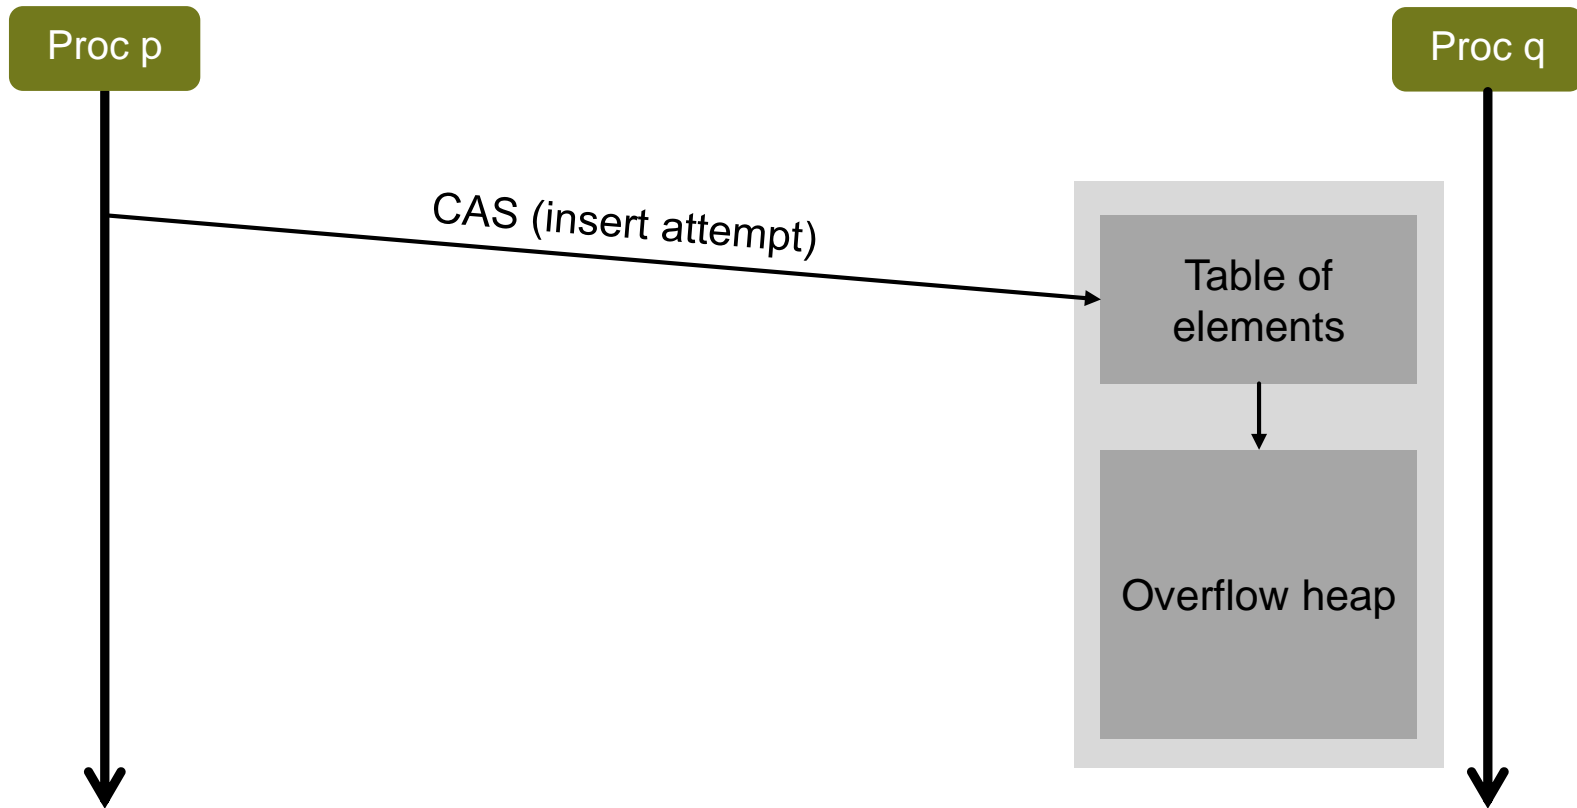 Proc p
Proc q
CAS (insert attempt)
Table of
elements
Overflow heap